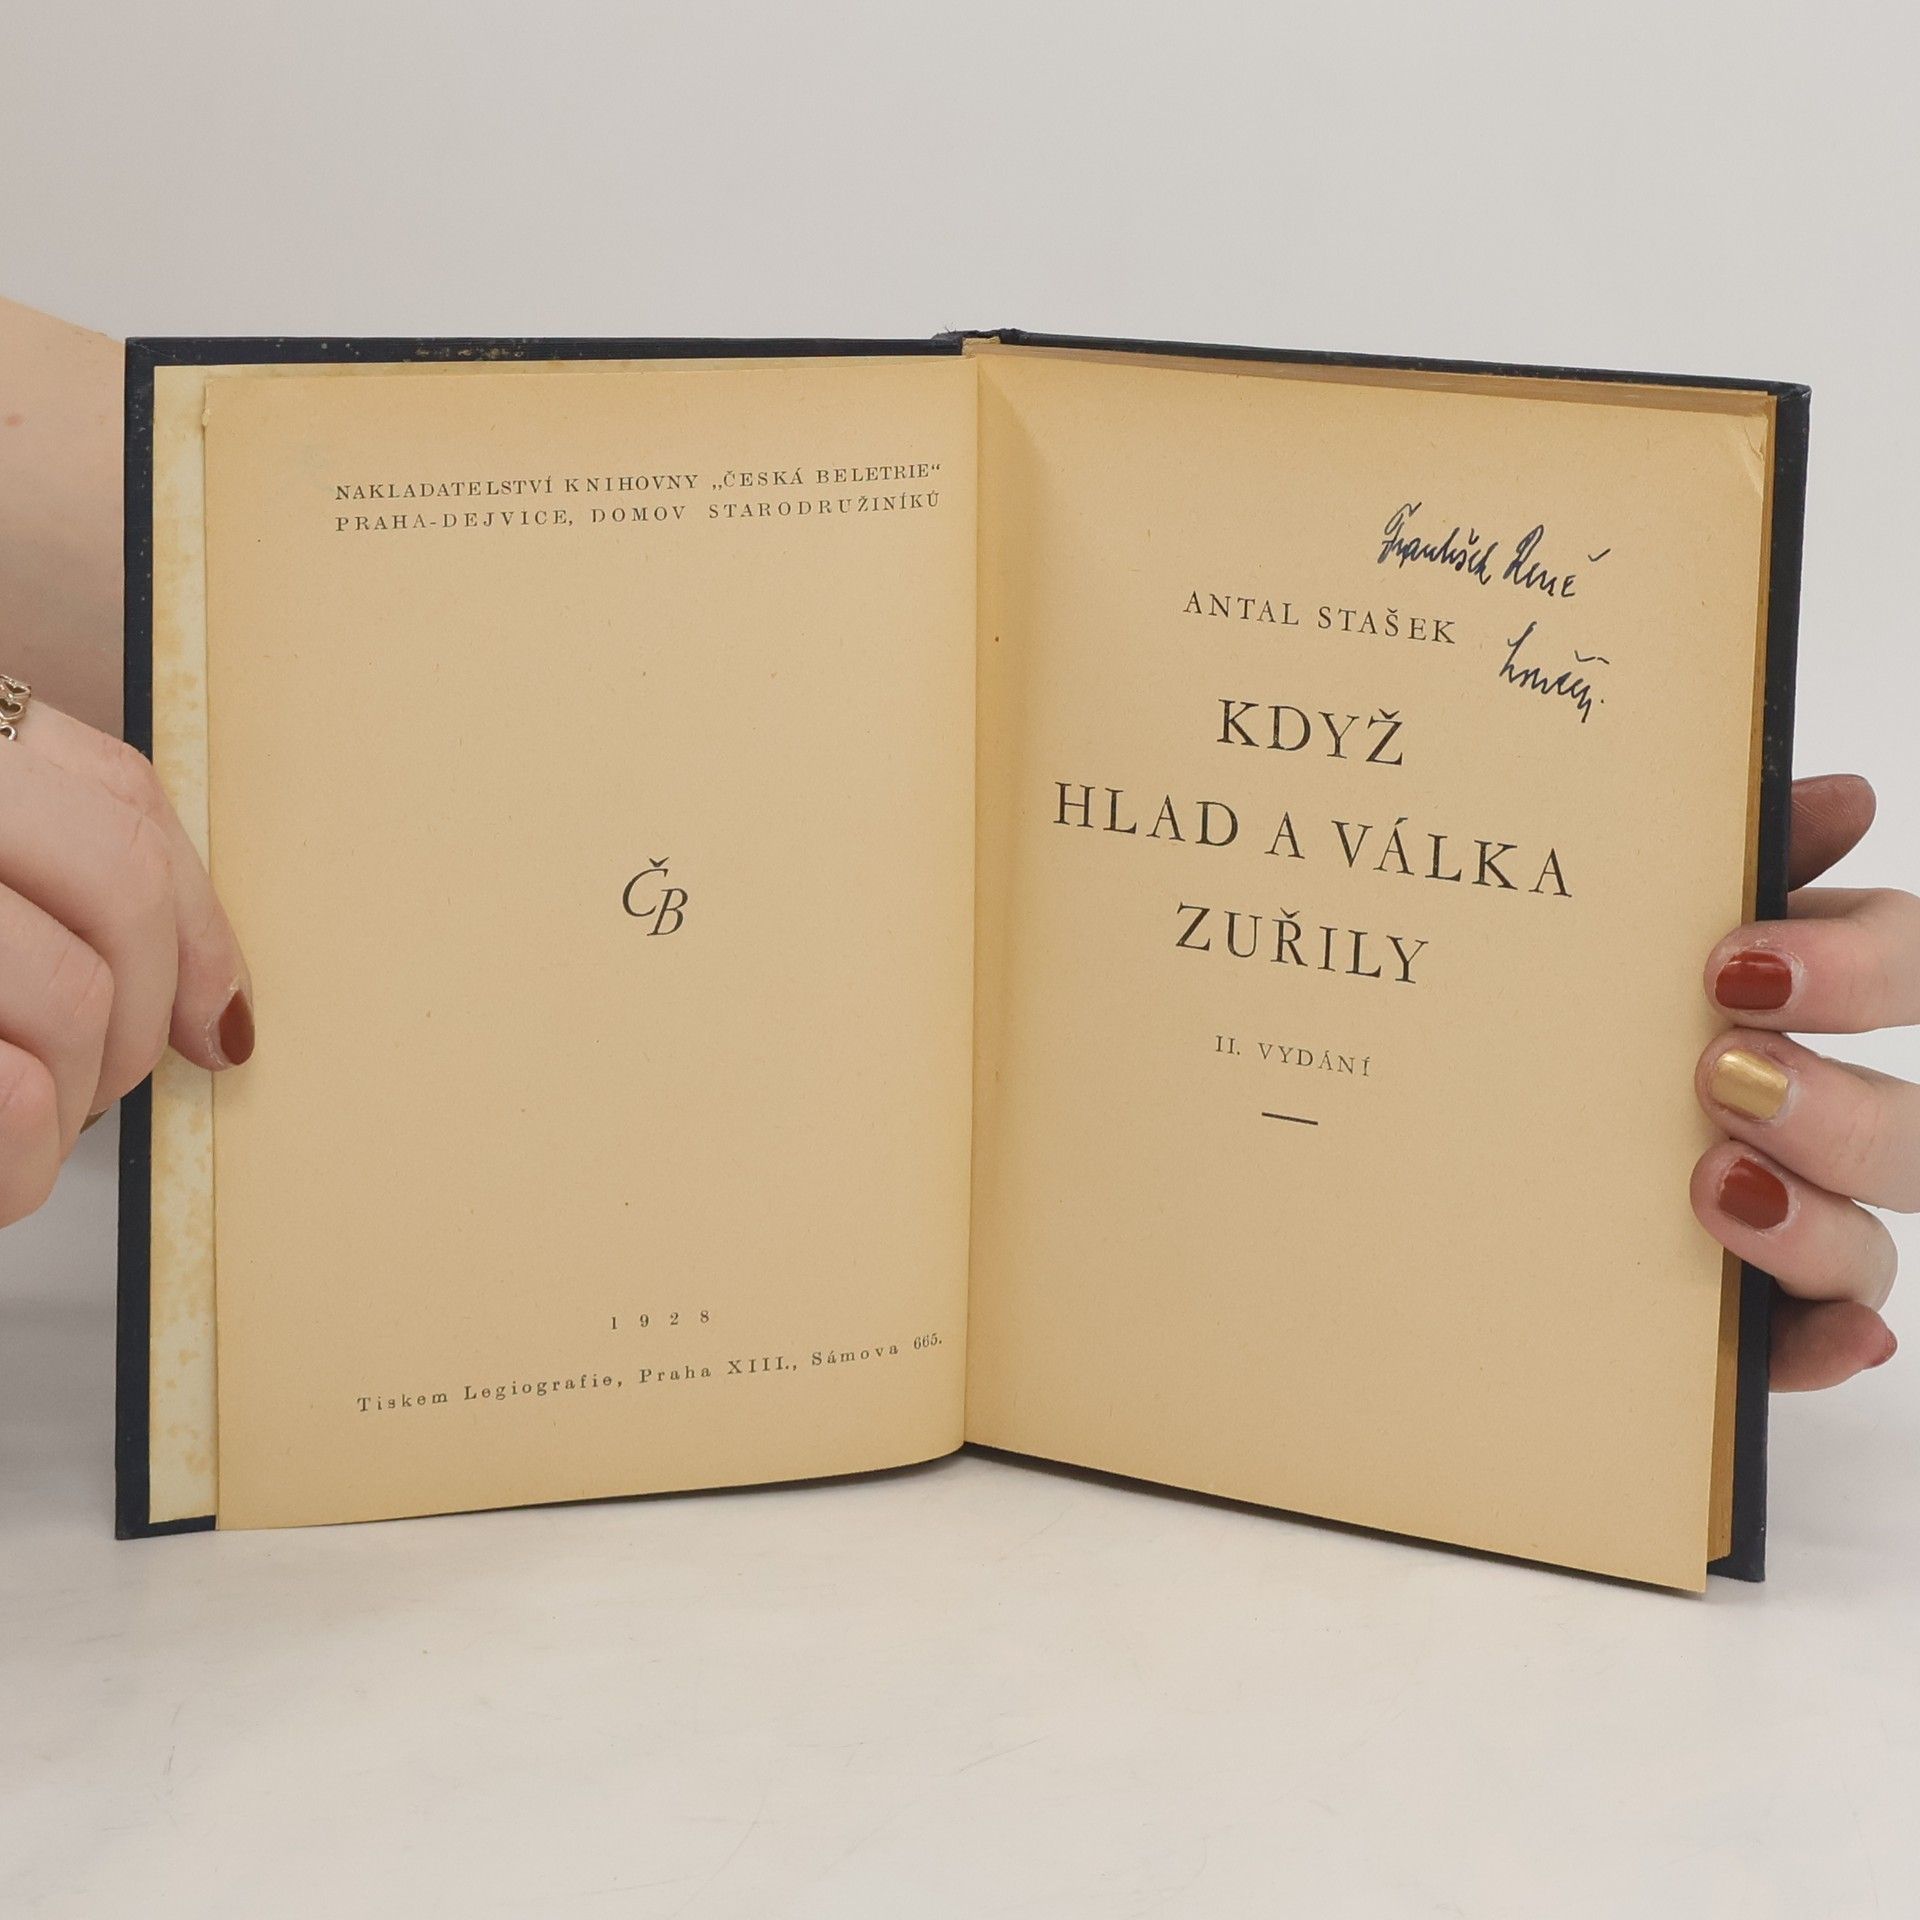 NAKLADATELSTVÍ KNIHOVNY „ČESKÁ BELETRIE“
PRAHA-DEJVICE, DOMOV STARODRUŽINÍKŮ
ČB
1928
Tiskem Legiografie, Praha XIII., Sámova 665.
František
ANTAL STAŠEK
KDYŽ
HLAD A VÁLKA
ZUŘILY
II. VYDÁNÍ